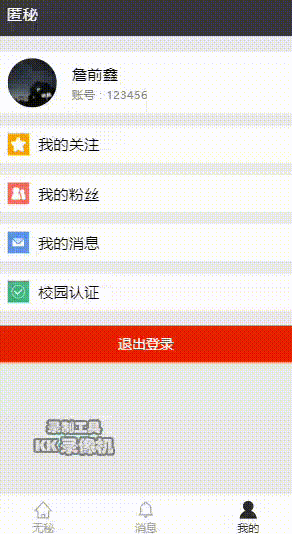 匿秘
詹前鑫
账号：123456
我的关注
我的粉丝
我的消息
校园认证
退出登录
录制工具
KK录像机
无秘
消息
我的